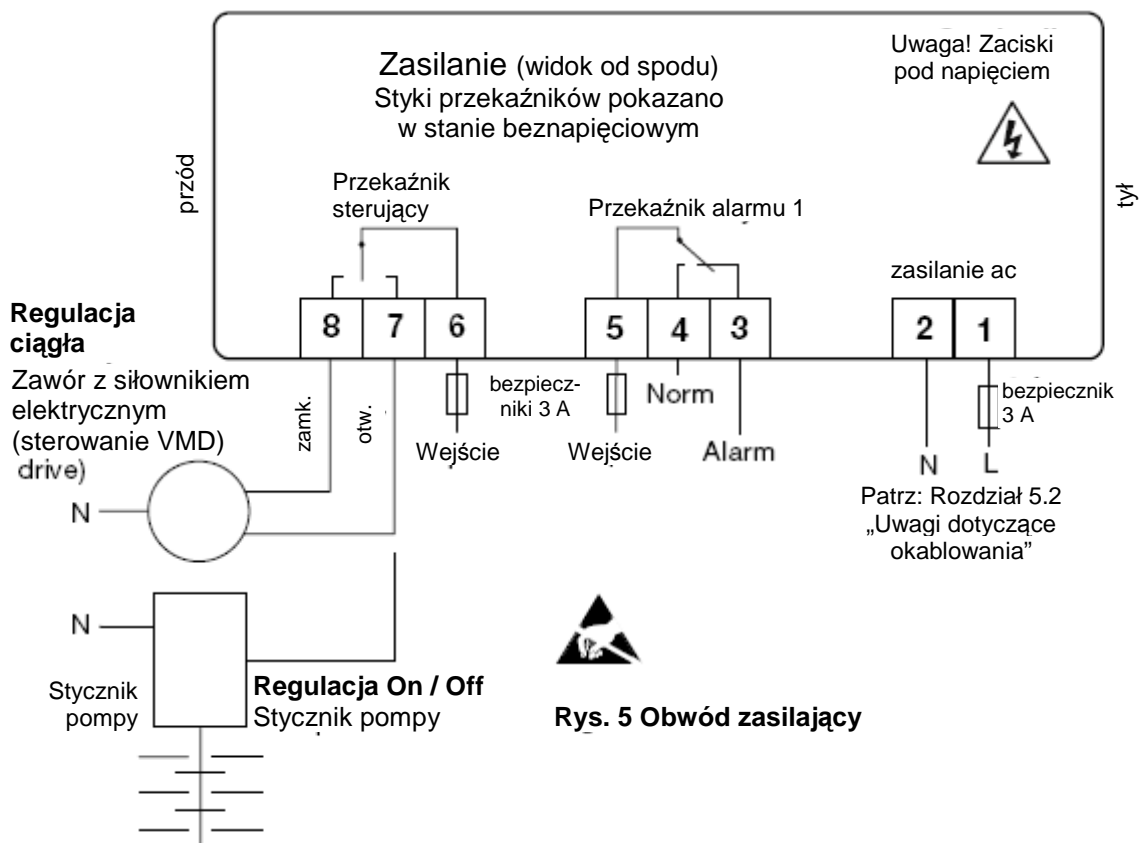 Uwaga! Zaciski
pod napięciem
Zasilanie (widok od spodu)
Styki przekaźników pokazano
w stanie beznapięciowym
przód
tył
Przekaźnik
sterujący
Przekaźnik alarmu 1
zasilanie ac
8 7 6 5 4 3 2 1
Regulacja
ciągła
Zawór z siłownikiem
elektrycznym
(sterowanie VMD)
drive)
zamk.
otw.
bezpiecz-
niki 3 A
Wejście
Wejście
Norm
Alarm
bezpiecznik
3 A
N
L
Patrz: Rozdział 5.2
„Uwagi dotyczące
okablowania”
N
N
Stycznik
pompy
Regulacja On / Off
Stycznik pompy
Rys. 5 Obwód zasilający